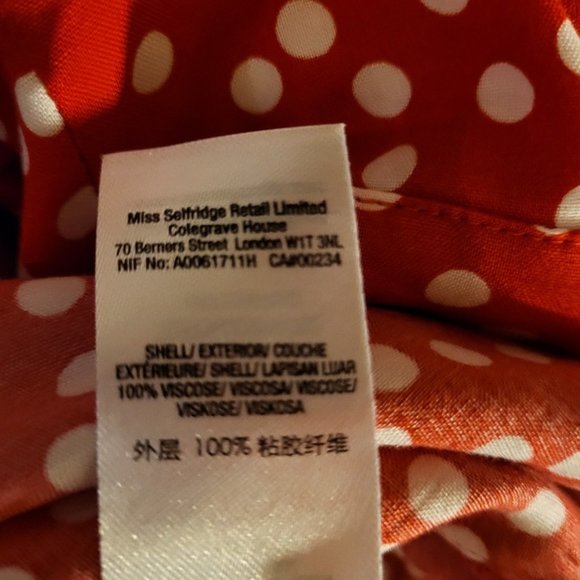 Miss Selfridge Retail Limited
Colegrave House
70 Berners Street London W1T 3NL
NIF No: A0061711H CA#00234
SHELL/ EXTERIOR/ COUCHE
EXTÉRIEURE/ SHELL/ LAPISAN LUAR
100% VISCOSE/ VISCOSA/ VISCOSE/
VISKOSE/ VISKOSA
外层 100% 粘胶纤维